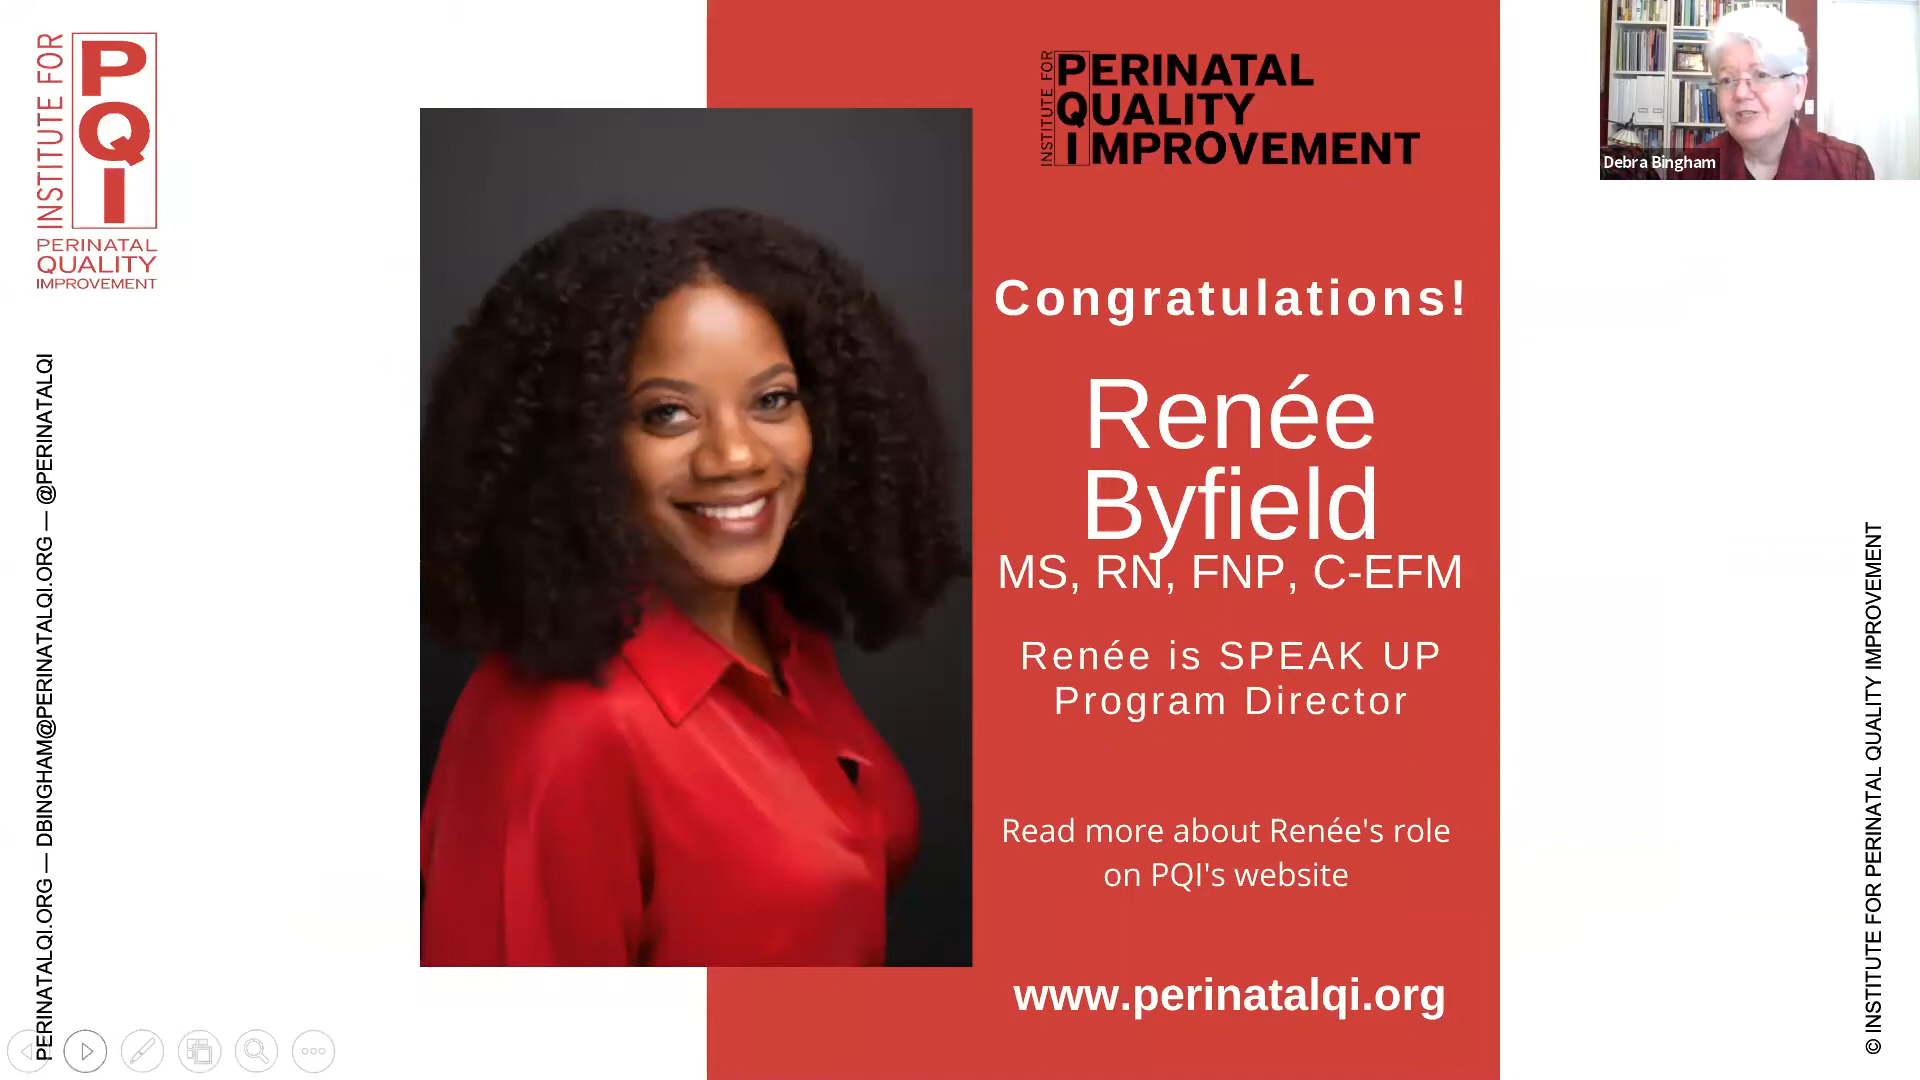 INSTITUTE FOR
PQI
PERINATAL
QUALITY
IMPROVEMENT
PERINATALQI.ORG — DBINGHAM@PERINATALQI.ORG — @PERINATALQI
INSTITUTE FOR
PERINATAL
QUALITY
IMPROVEMENT
Congratulations!
Renée
Byfield
MS, RN, FNP, C-EFM
Renée is SPEAK UP
Program Director
Read more about Renée's role
on PQI's website
www.perinatalqi.org
Debra Bingham
© INSTITUTE FOR PERINATAL QUALITY IMPROVEMENT